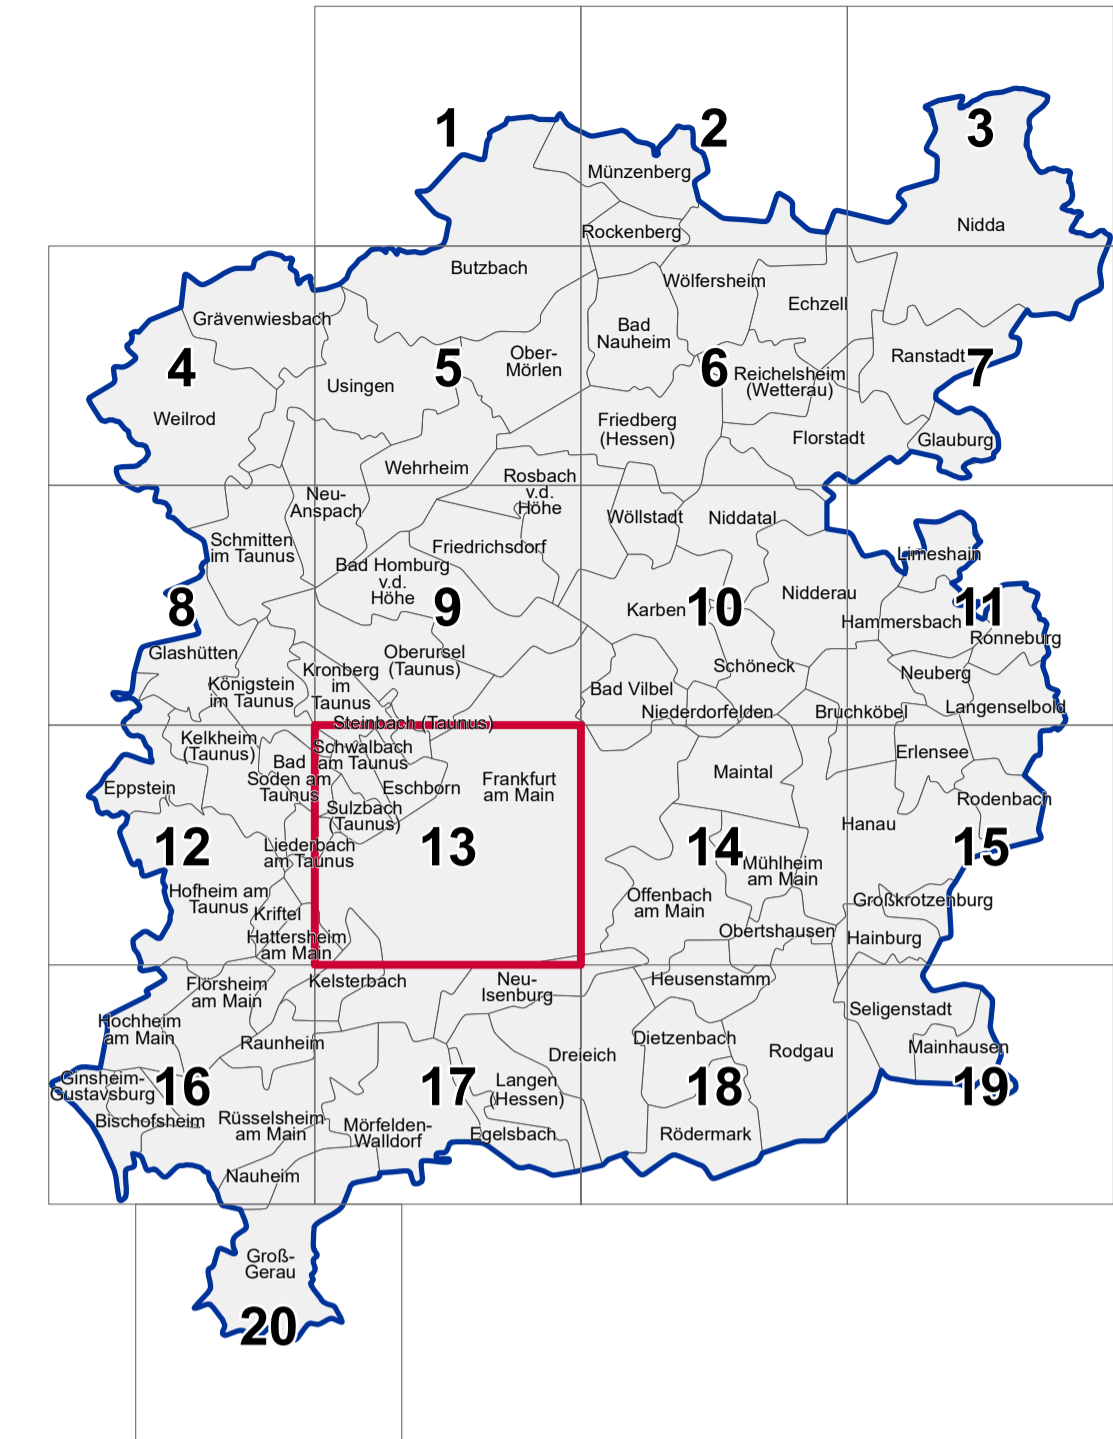 1
2
3
Münzenberg
Rockenberg
Nidda
Butzbach
Wölfersheim
Echzell
Grävenwiesbach
Bad
Nauheim
Ober-
Mörlen
Ranstadt
4
5
6
7
Usingen
Reichelsheim
(Wetterau)
Weilrod
Friedberg
(Hessen)
Florstadt
Glauburg
Wehrheim
Rosbach
v.d.
Höhe
Neu-
Anspach
Wöllstadt
Niddatal
Schmitten
im Taunus
Friedrichsdorf
Limeshain
Bad Homburg
v.d.
Höhe
Nidderau
8
9
10
11
Karben
Hammersbach
Ronneburg
Glashütten
Oberursel
(Taunus)
Schöneck
Kronberg
im
Taunus
Neuberg
Königstein
im Taunus
Bad Vilbel
Niederdorfelden
Bruchköbel
Langenselbold
Steinbach (Taunus)
Kelkheim
(Taunus)
Schwalbach
am Taunus
Erlensee
Bad
Soden am
Taunus
Maintal
Eppstein
Eschborn
Frankfurt
am Main
Rodenbach
Sulzbach
(Taunus)
Hanau
12
13
14
15
Liederbach
am Taunus
Mühlheim
am Main
Hofheim am
Taunus
Offenbach
am Main
Großkrotzenburg
Kriftel
Obertshausen
Hainburg
Hattersheim
am Main
Flörsheim
am Main
Kelsterbach
Neu-
Isenburg
Heusenstamm
Seligenstadt
Hochheim
am Main
Raunheim
Dreieich
Dietzenbach
Rodgau
Mainhausen
Ginsheim-
Gustavsburg
16
17
18
19
Langen
(Hessen)
Bischofsheim
Rüsselsheim
am Main
Mörfelden-
Walldorf
Egelsbach
Rödermark
Nauheim
Groß-
Gerau
20